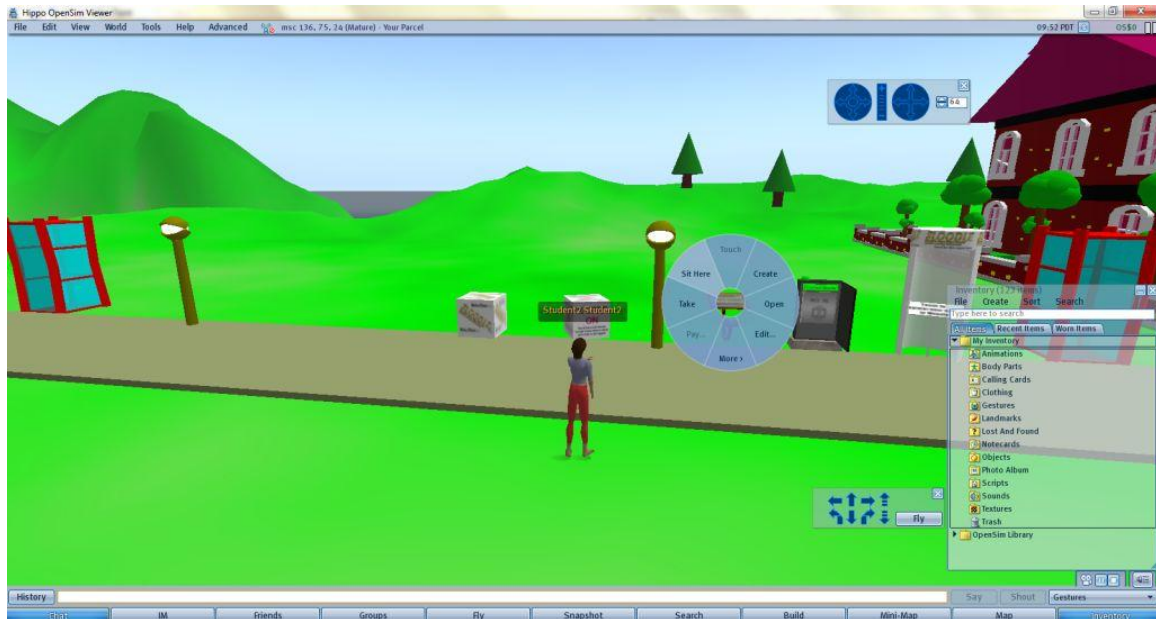 Hippo OpenSim Viewer
File Edit View World Tools Help Advanced msc 136, 75, 24 (Mature) - Your Parcel 09:52 PDT OS$0
64
Touch
Sit Here Create
Take Open
Pay... Edit...
More ›
Student2 Student2
ON
Inventory (123 items)
File Create Sort Search
Type here to search
All Items Recent Items Worn Items
My Inventory
Animations
Body Parts
Calling Cards
Clothing
Gestures
Landmarks
Lost And Found
Notecards
Objects
Photo Album
Scripts
Sounds
Textures
Trash
OpenSim Library
Fly
History Say Shout Gestures
Chat IM Friends Groups Fly Snapshot Search Build Mini-Map Map Inventory